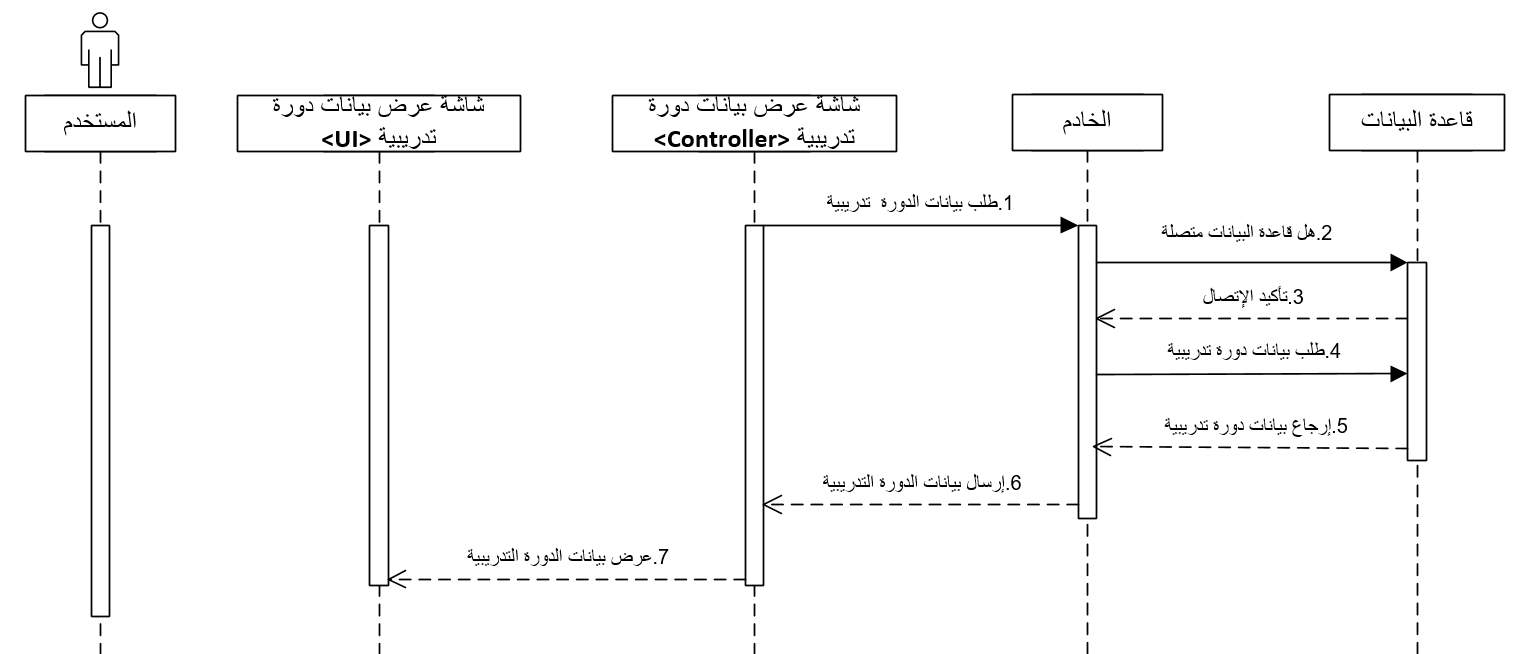 المستخدم
شاشة عرض بيانات دورة
تدريبية <UI>
شاشة عرض بيانات دورة
تدريبية <Controller>
الخادم
قاعدة البيانات
1.طلب بيانات الدورة تدريبية
2.هل قاعدة البيانات متصلة
3.تأكيد الإتصال
4.طلب بيانات دورة تدريبية
5.إرجاع بيانات دورة تدريبية
6.إرسال بيانات الدورة التدريبية
7.عرض بيانات الدورة التدريبية